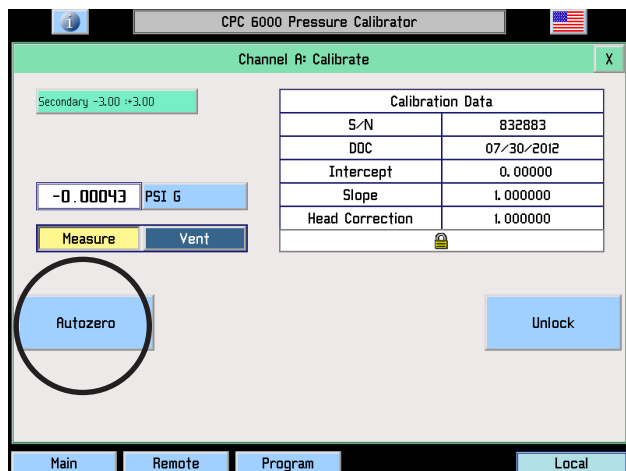 i
CPC 6000 Pressure Calibrator
Channel A: Calibrate X
Secondary -3.00 :+3.00
Calibration Data
S/N 832883
DOC 07/30/2012
Intercept 0.00000
Slope 1.000000
Head Correction 1.000000
-0.00043 PSI G
Measure Vent
Autozero
Unlock
Main Remote Program Local